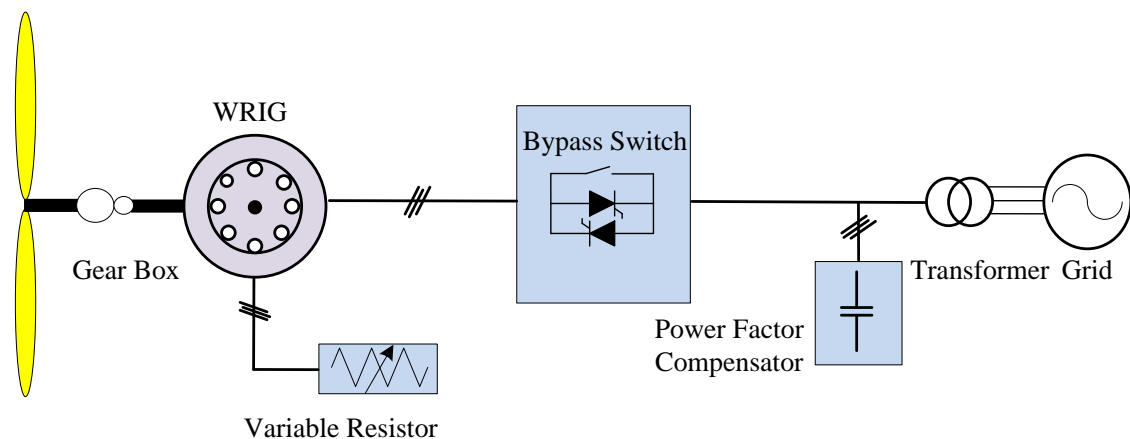 WRIG
Bypass Switch
Gear Box
Transformer
Grid
Power Factor
Compensator
Variable Resistor